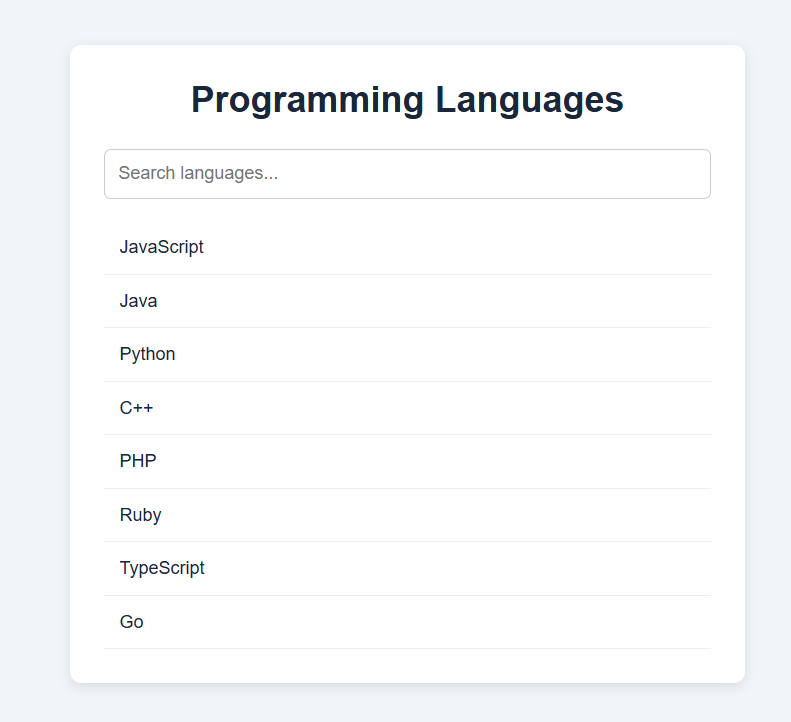 Programming Languages
Search languages...
JavaScript
Java
Python
C++
PHP
Ruby
TypeScript
Go